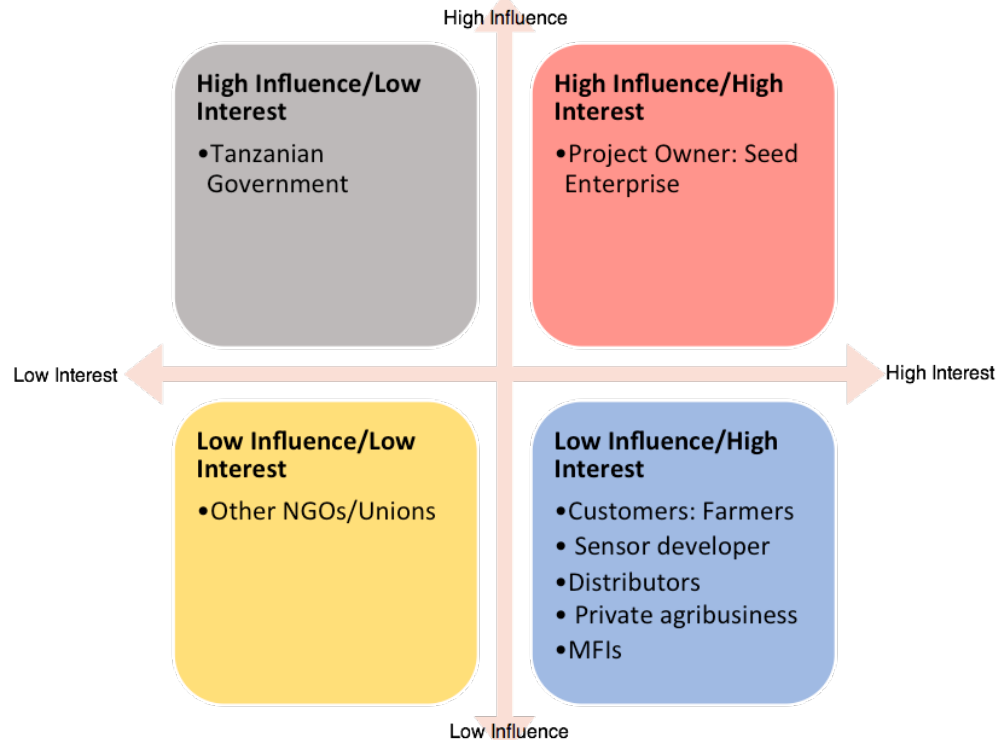 High Influence
High Influence/Low
Interest
•Tanzanian
Government
High Influence/High
Interest
•Project Owner: Seed
Enterprise
Low Interest
High Interest
Low Influence/Low
Interest
•Other NGOs/Unions
Low Influence/High
Interest
•Customers: Farmers
• Sensor developer
•Distributors
• Private agribusiness
•MFIs
Low Influence